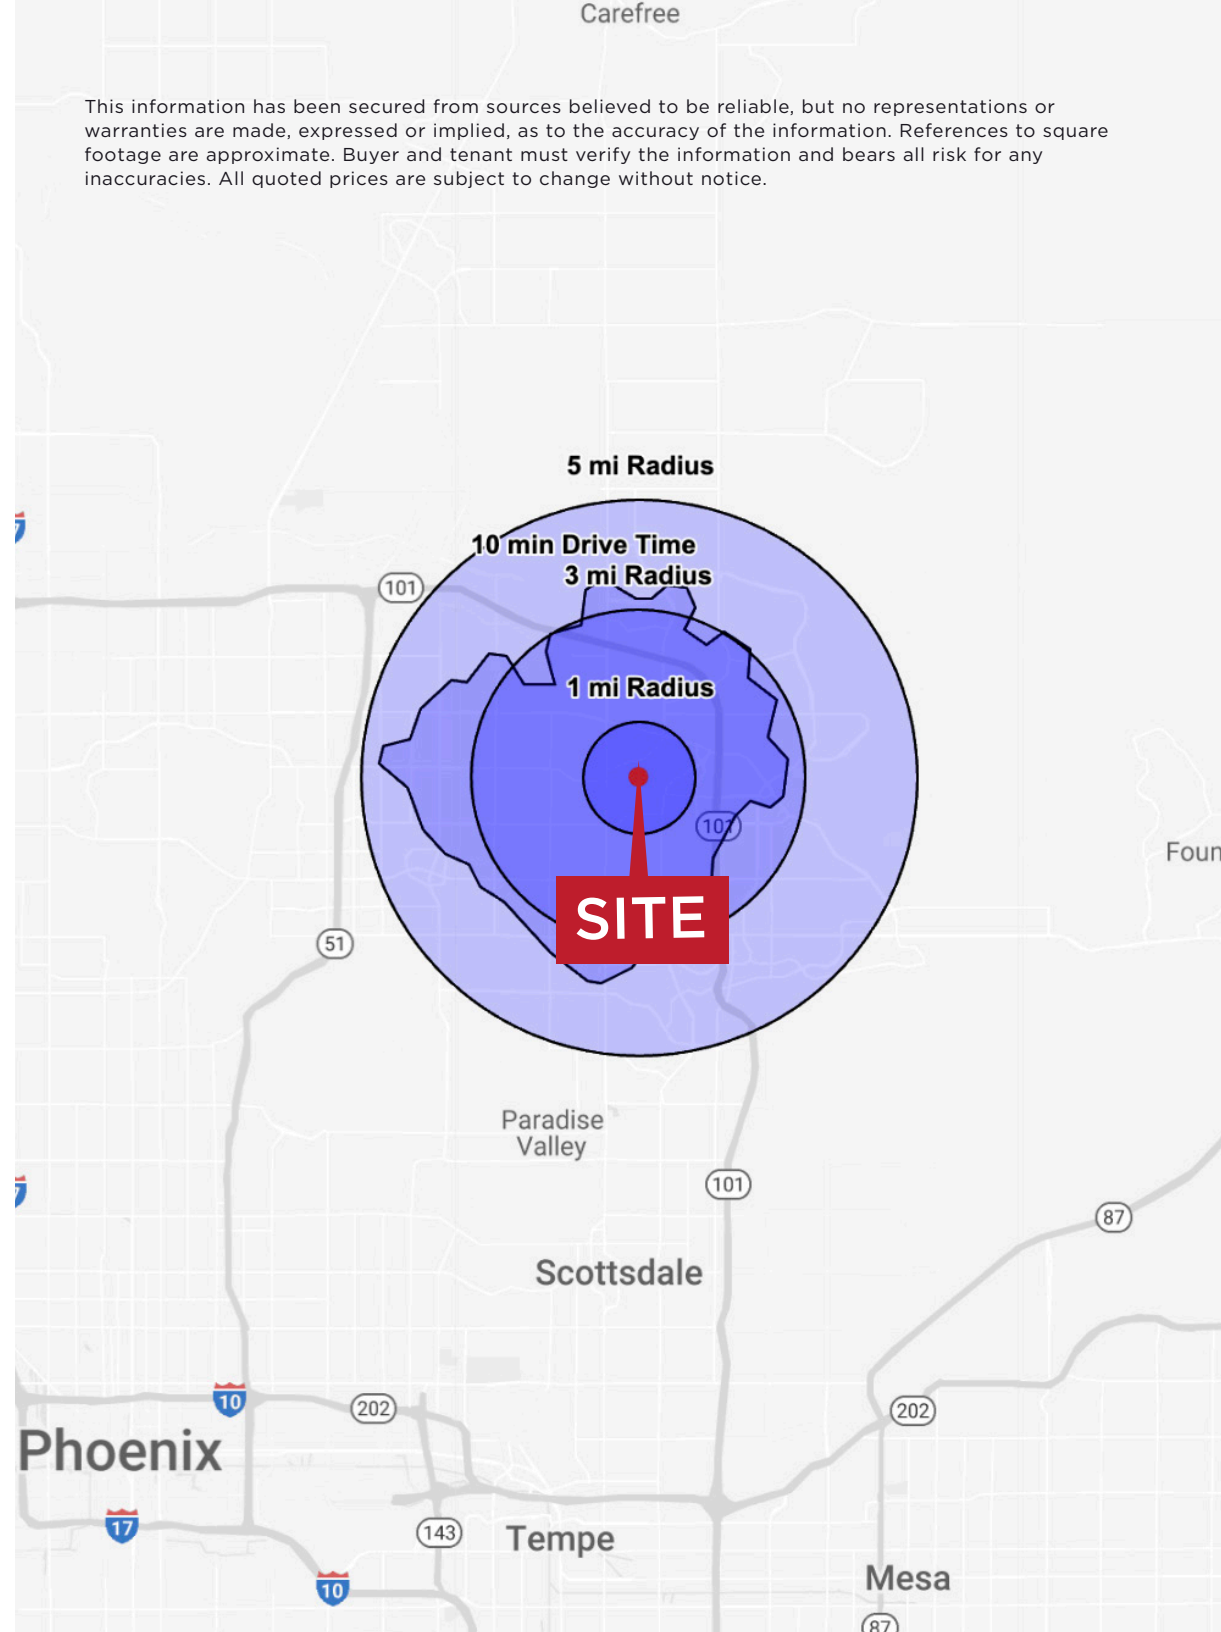 Carefree
This information has been secured from sources believed to be reliable, but no representations or
warranties are made, expressed or implied, as to the accuracy of the information. References to square
footage are approximate. Buyer and tenant must verify the information and bears all risk for any
inaccuracies. All quoted prices are subject to change without notice.
5 mi Radius
10 min Drive Time
3 mi Radius
101
1 mi Radius
101
Foun
SITE
51
Paradise
Valley
101
87
Scottsdale
10
202
202
Phoenix
17
143
Tempe
10
Mesa
87